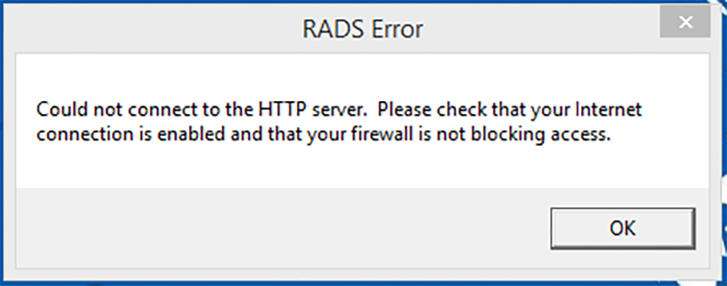 RADS Error
Could not connect to the HTTP server.  Please check that your Internet
connection is enabled and that your firewall is not blocking access.
OK